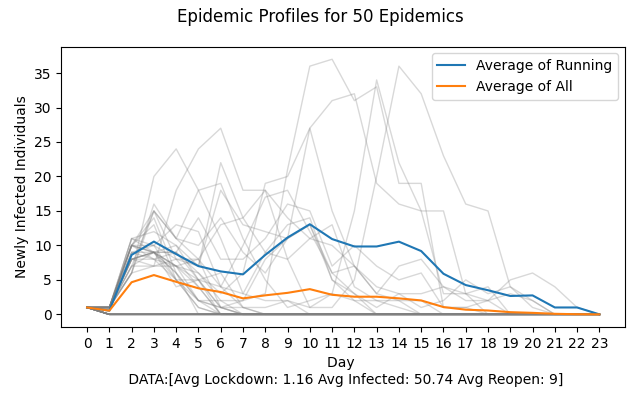 Epidemic Profiles for 50 Epidemics
Average of Running
Average of All
Newly Infected Individuals
35
30
25
20
15
10
5
0
0 1 2 3 4 5 6 7 8 9 10 11 12 13 14 15 16 17 18 19 20 21 22 23
Day
DATA:[Avg Lockdown: 1.16 Avg Infected: 50.74 Avg Reopen: 9]